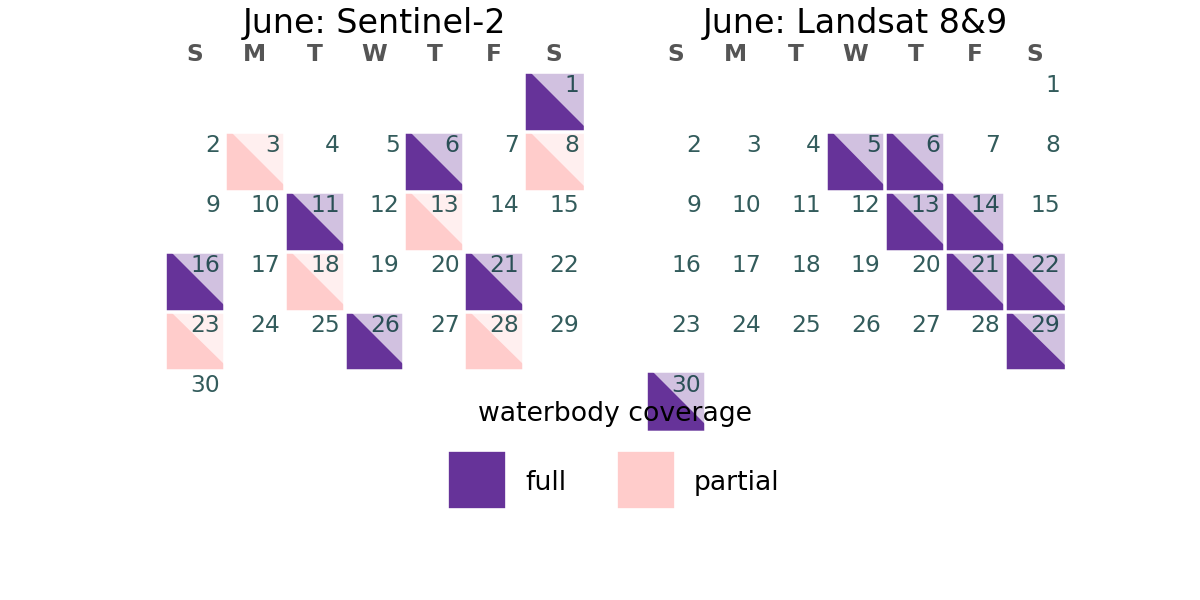 June: Sentinel-2
S M T W T F S
1
2 3 4 5 6 7 8
9 10 11 12 13 14 15
16 17 18 19 20 21 22
23 24 25 26 27 28 29
30
June: Landsat 8&9
S M T W T F S
1
2 3 4 5 6 7 8
9 10 11 12 13 14 15
16 17 18 19 20 21 22
23 24 25 26 27 28 29
30
waterbody coverage
full partial